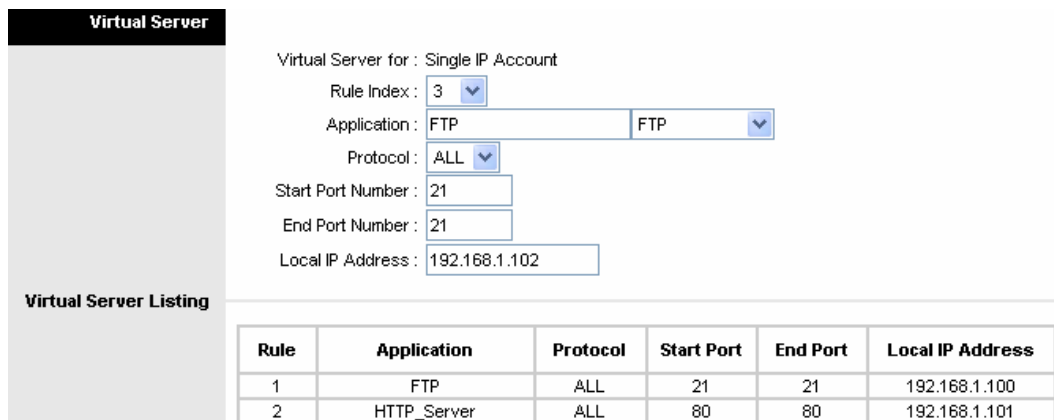 Virtual Server
Virtual Server for : Single IP Account
Rule Index : 3
Application : FTP FTP
Protocol : ALL
Start Port Number : 21
End Port Number : 21
Local IP Address : 192.168.1.102
Virtual Server Listing
Rule Application Protocol Start Port End Port Local IP Address
1 FTP ALL 21 21 192.168.1.100
2 HTTP_Server ALL 80 80 192.168.1.101